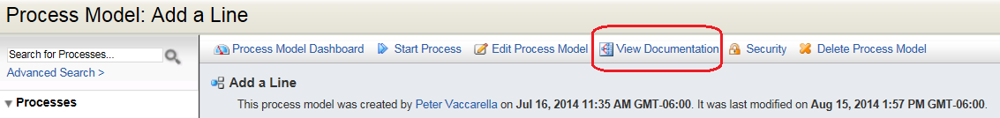 Process Model: Add a Line
Search for Processes...
Advanced Search >
Processes
Process Model Dashboard Start Process Edit Process Model View Documentation Security Delete Process Model
Add a Line
This process model was created by Peter Vaccarella on Jul 16, 2014 11:35 AM GMT-06:00. It was last modified on Aug 15, 2014 1:57 PM GMT-06:00.